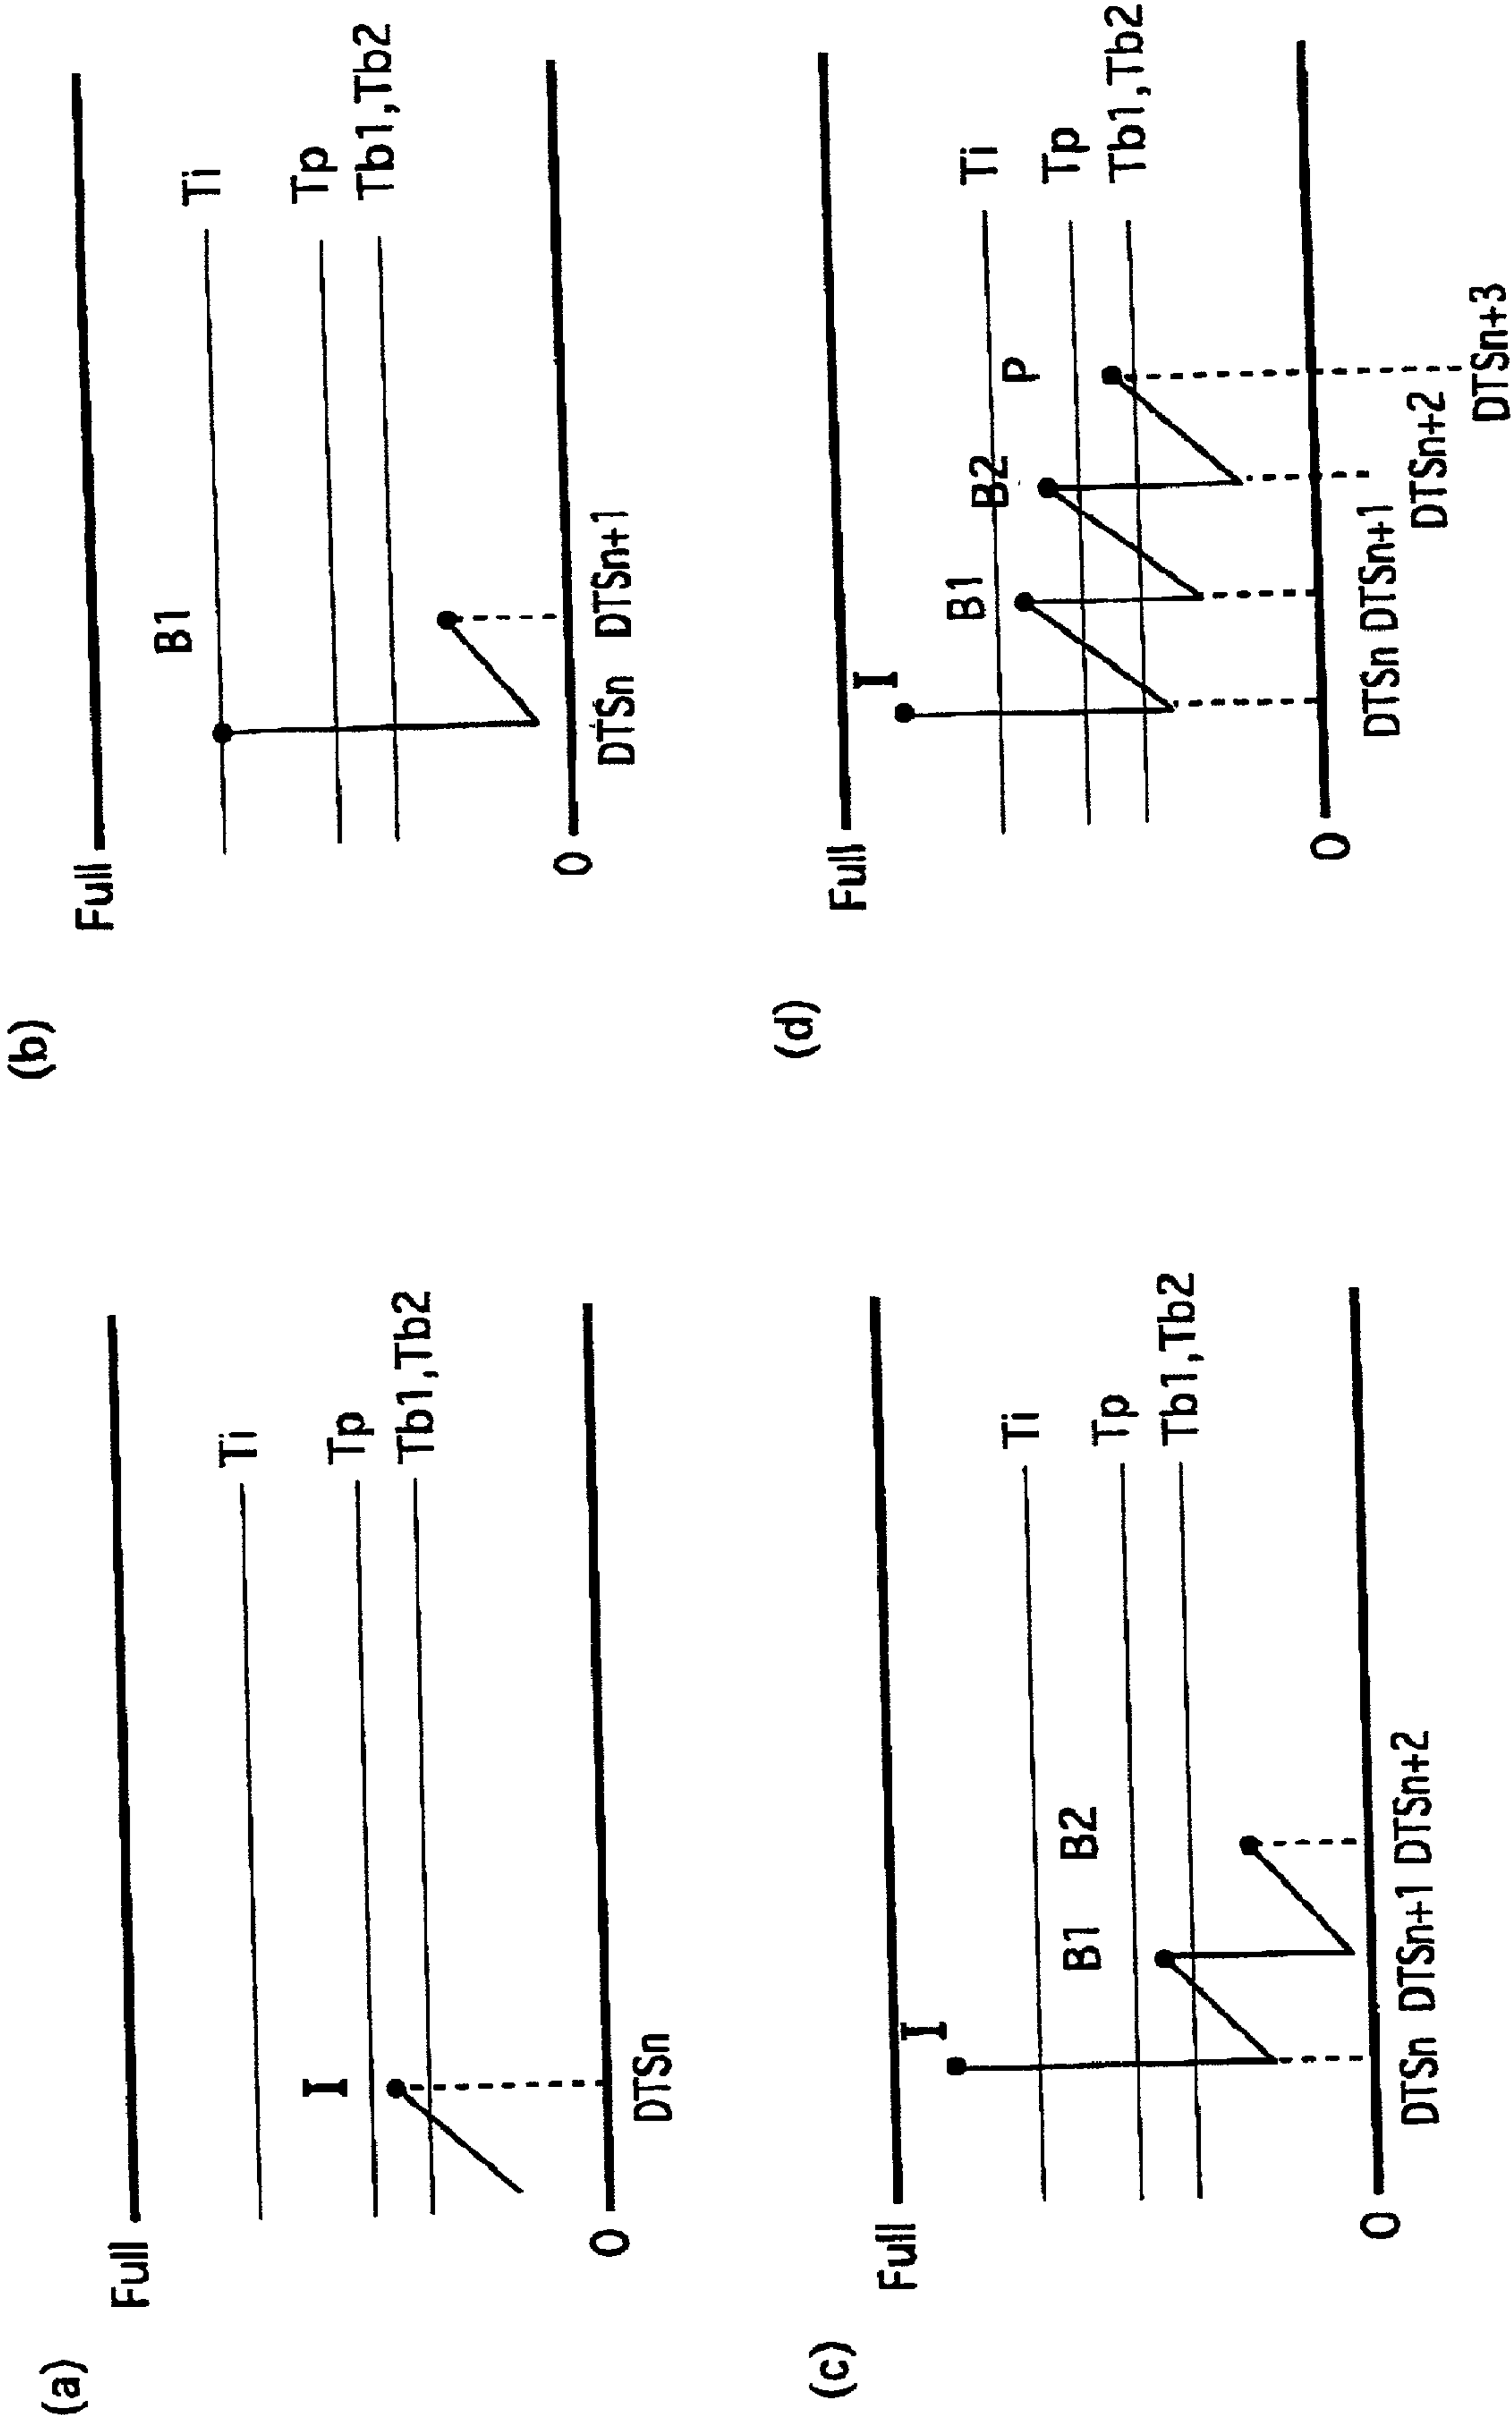 (a)
Full
Ti
Tp
Tb1,Tb2
I
0
DTSn
(b)
Full
B1
Ti
Tp
Tb1,Tb2
0
DTSn DTSn+1
(c)
Full
I
B1 B2
Ti
Tp
Tb1,Tb2
0
DTSn DTSn+1 DTSn+2
(d)
Full
I
B1 B2 P
Ti
Tp
Tb1,Tb2
0
DTSn DTSn+1
DTSn+2
DTSn+3